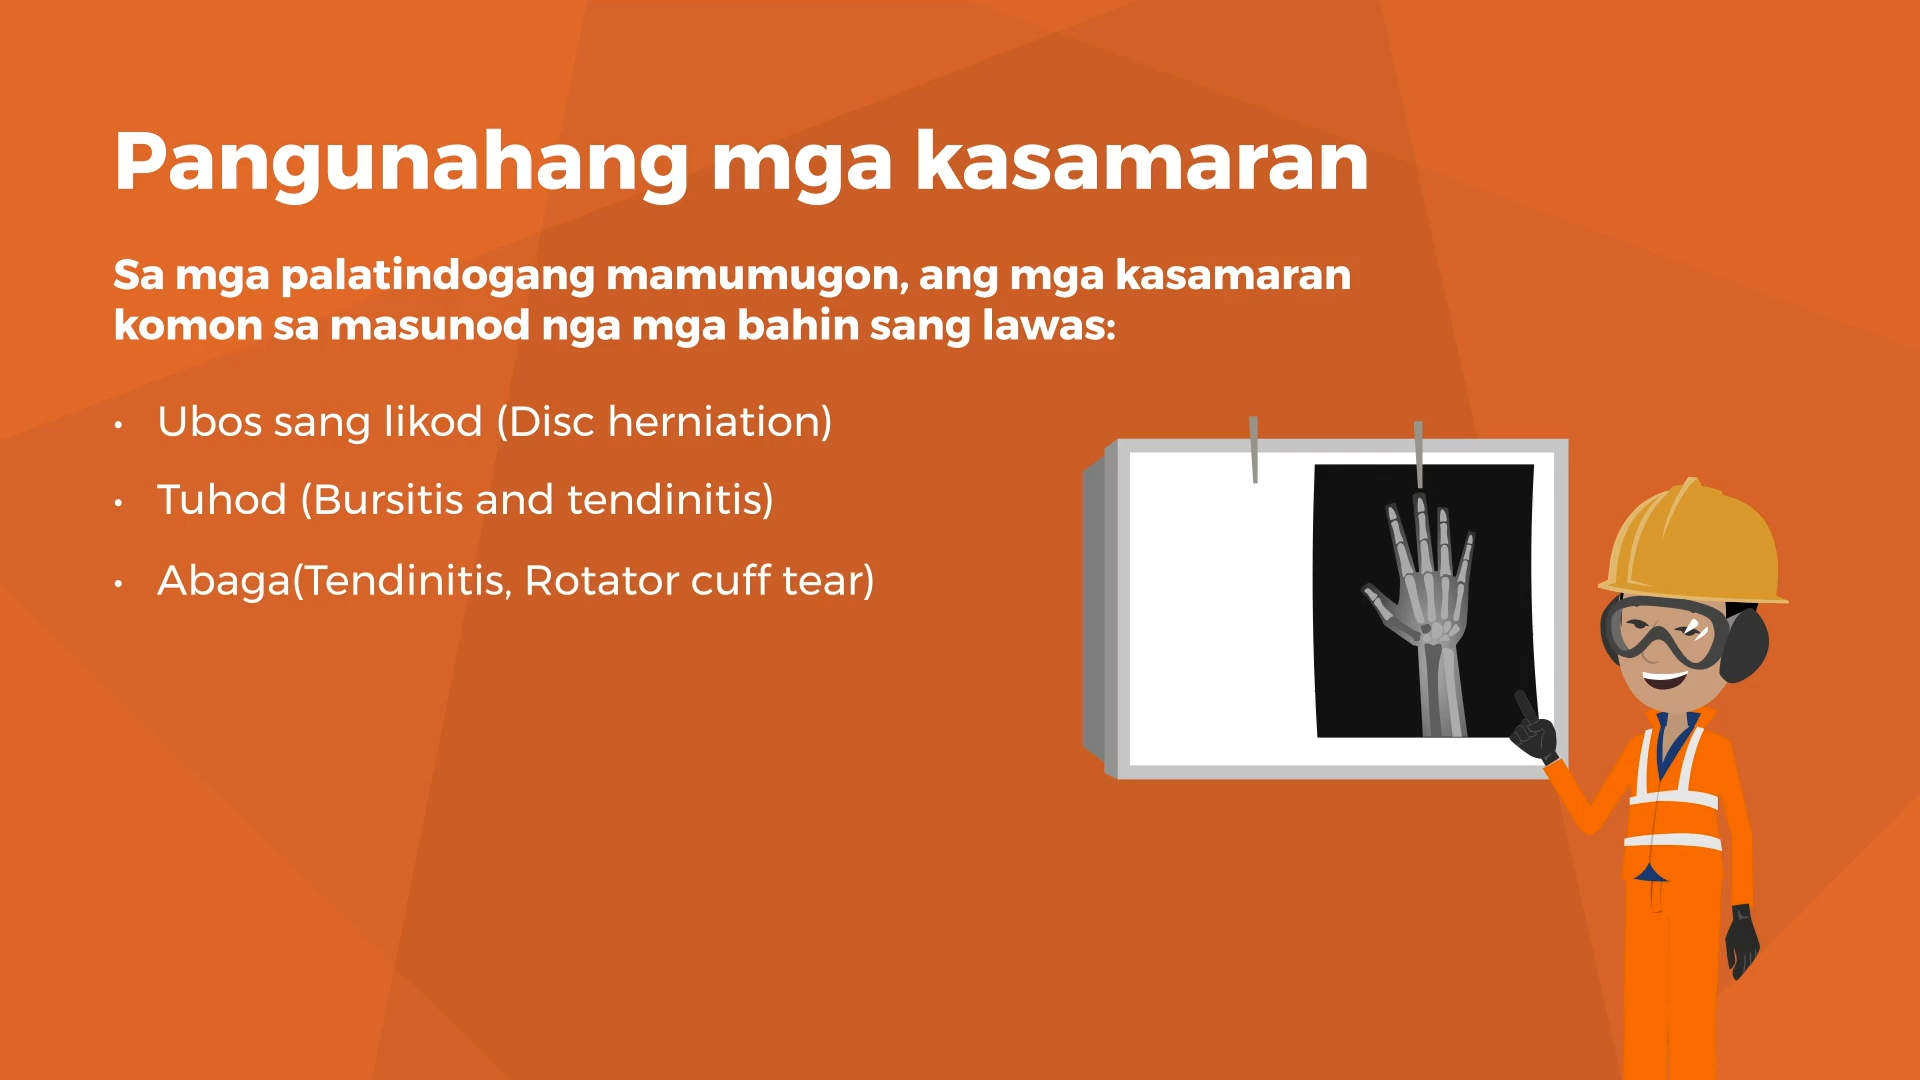 Pangunahang mga kasamaran
Sa mga palatindogang mamumugon, ang mga kasamaran
komon sa masunod nga mga bahin sang lawas:
• Ubos sang likod (Disc herniation)
• Tuhod (Bursitis and tendinitis)
• Abaga(Tendinitis, Rotator cuff tear)